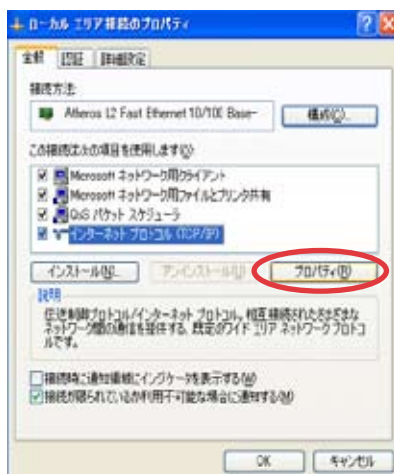 ローカル エリア接続のプロパティ
全般 認証 詳細設定
接続方法:
Atheros L2 Fast Ethernet 10/100 Base-
構成(C)...
この接続は次の項目を使用します(O):
Microsoft ネットワーク用クライアント
Microsoft ネットワーク用ファイルとプリンタ共有
QoS パケット スケジューラ
インターネット プロトコル (TCP/IP)
インストール(N)... アンインストール(U) プロパティ(R)
説明
伝送制御プロトコル/インターネット プロトコル。相互接続されたさまざまな
ネットワーク間の通信を提供する、既定のワイド エリア ネットワーク プロトコ
ルです。
接続時に通知領域にインジケータを表示する(W)
接続が限られているか利用不可能な場合に通知する(M)
OK キャンセル